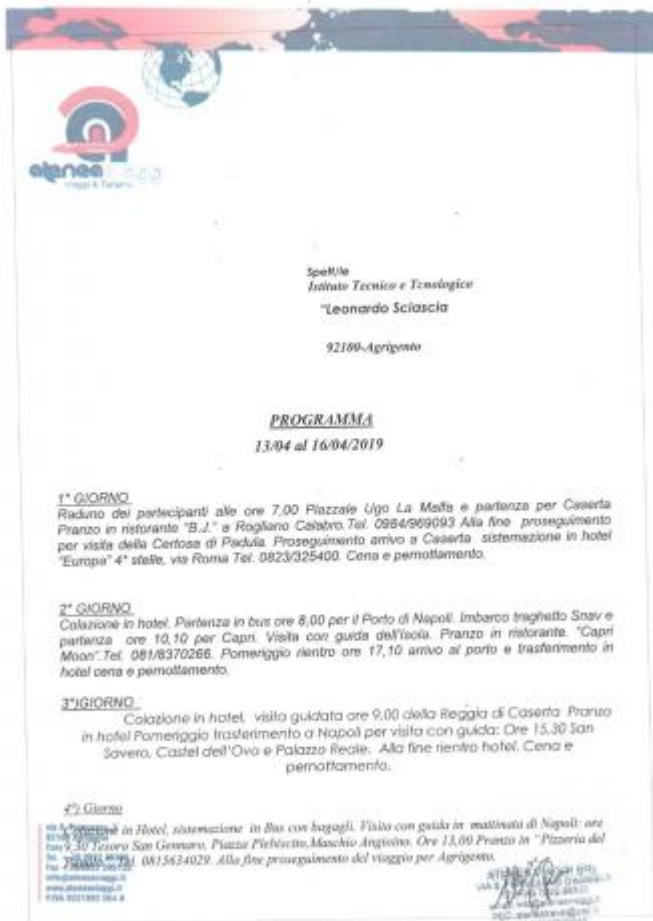 atenea
Viaggi & Turismo
Spett/le
Istituto Tecnico e Tcnologico
"Leonardo Sciascia
92100-Agrigento
PROGRAMMA
13/04 al 16/04/2019
1° GIORNO
Raduno dei partecipanti alle ore 7,00 Piazzale Ugo La Malfa e partenza per Caserta
Pranzo in ristorante "B.J." a Rogliano Calabro.Tel. 0984/969093 Alla fine proseguimento
per visita della Certosa di Padula. Proseguimento arrivo a Caserta sistemazione in hotel
"Europa" 4* stelle, via Roma Tel. 0823/325400. Cena e pernottamento.
2° GIORNO
Colazione in hotel. Partenza in bus ore 8,00 per il Porto di Napoli. Imbarco traghetto Snav e
partenza ore 10,10 per Capri. Visita con guida dell'isola. Pranzo in ristorante. "Capri
Moon".Tel. 081/8370266. Pomeriggio rientro ore 17,10 arrivo al porto e trasferimento in
hotel cena e pernottamento.
3°IGIORNO
Colazione in hotel, visita guidata ore 9,00 della Reggia di Caserta Pranzo
in hotel Pomeriggio trasferimento a Napoli per visita con guida: Ore 15,30 San
Savero, Castel dell'Ovo e Palazzo Reale. Alla fine rientro hotel. Cena e
pernottamento.
4°) Giorno
in Hotel, sistemazione in Bus con bagagli. Visita con guida in mattinata di Napoli: ore
9,30 Tesoro San Gennaro, Piazza Plebiscito,Maschio Angioino. Ore 13,00 Pranzo in "Pizzeria del
Tel. 0815634029. Alla fine proseguimento del viaggio per Agrigento.